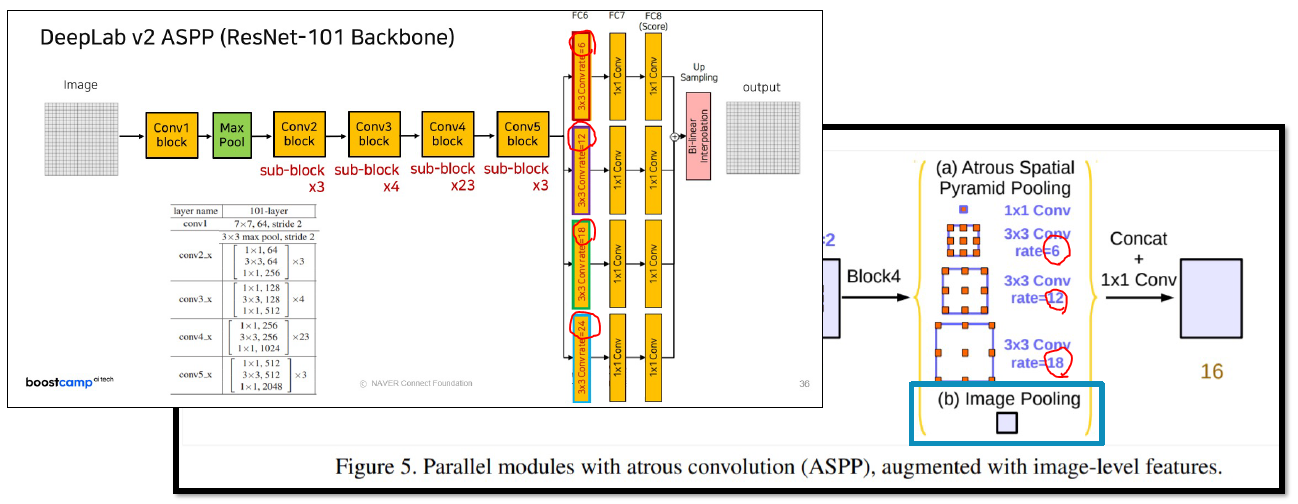 DeepLab v2 ASPP (ResNet-101 Backbone)
FC6
FC7
FC8
(Score)
Image
Conv1
block
Max
Pool
Conv2
block
Conv3
block
Conv4
block
Conv5
block
sub-block
x3
sub-block
x4
sub-block
x23
sub-block
x3
3x3 Conv rate=6
1x1 Conv
1x1 Conv
3x3 Conv rate=12
1x1 Conv
1x1 Conv
3x3 Conv rate=18
1x1 Conv
1x1 Conv
3x3 Conv rate=24
1x1 Conv
1x1 Conv
Up
Sampling
Bi-linear
Interpolation
output
layer name 101-layer
conv1 7×7, 64, stride 2
3×3 max pool, stride 2
conv2_x
1×1, 64
3×3, 64
1×1, 256
×3
conv3_x
1×1, 128
3×3, 128
1×1, 512
×4
conv4_x
1×1, 256
3×3, 256
1×1, 1024
×23
conv5_x
1×1, 512
3×3, 512
1×1, 2048
×3
boostcamp ai tech
© NAVER Connect Foundation
36
=2
Block4
(a) Atrous Spatial
Pyramid Pooling
1x1 Conv
3x3 Conv
rate=6
3x3 Conv
rate=12
3x3 Conv
rate=18
(b) Image Pooling
Concat
+
1x1 Conv
16
Figure 5. Parallel modules with atrous convolution (ASPP), augmented with image-level features.